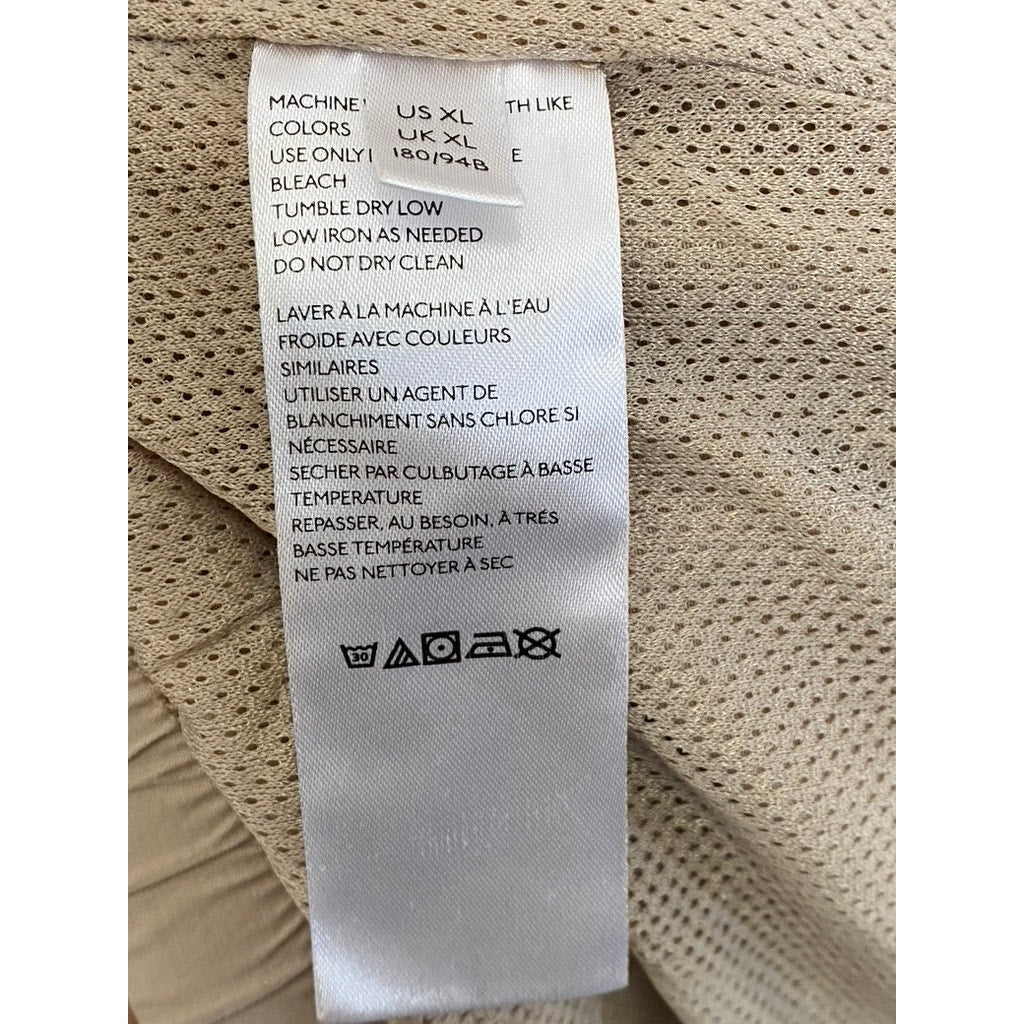 MACHINE
TH LIKE
COLORS
USE ONLY
E
BLEACH
TUMBLE DRY LOW
LOW IRON AS NEEDED
DO NOT DRY CLEAN
US XL
UK XL
180/94B
LAVER À LA MACHINE À L'EAU
FROIDE AVEC COULEURS
SIMILAIRES
UTILISER UN AGENT DE
BLANCHIMENT SANS CHLORE SI
NÉCESSAIRE
SECHER PAR CULBUTAGE À BASSE
TEMPERATURE
REPASSER, AU BESOIN, À TRÉS
BASSE TEMPÉRATURE
NE PAS NETTOYER À SEC
30